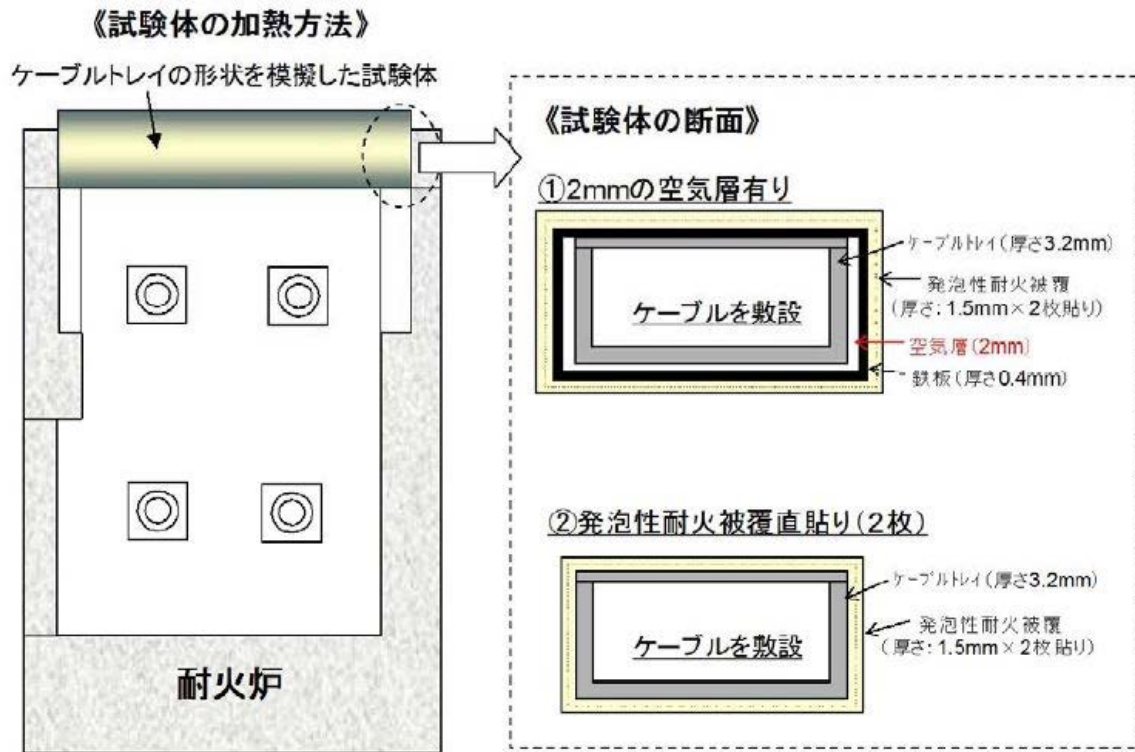 《試験体の加熱方法》
ケーブルトレイの形状を模擬した試験体
耐火炉
《試験体の断面》
①2mmの空気層有り
ケーブルトレイ(厚さ3.2mm)
発泡性耐火被覆
(厚さ:1.5mm×2枚貼り)
空気層(2mm)
鉄板(厚さ0.4mm)
ケーブルを敷設
②発泡性耐火被覆直貼り(2枚)
ケーブルトレイ(厚さ3.2mm)
発泡性耐火被覆
(厚さ:1.5mm×2枚貼り)
ケーブルを敷設